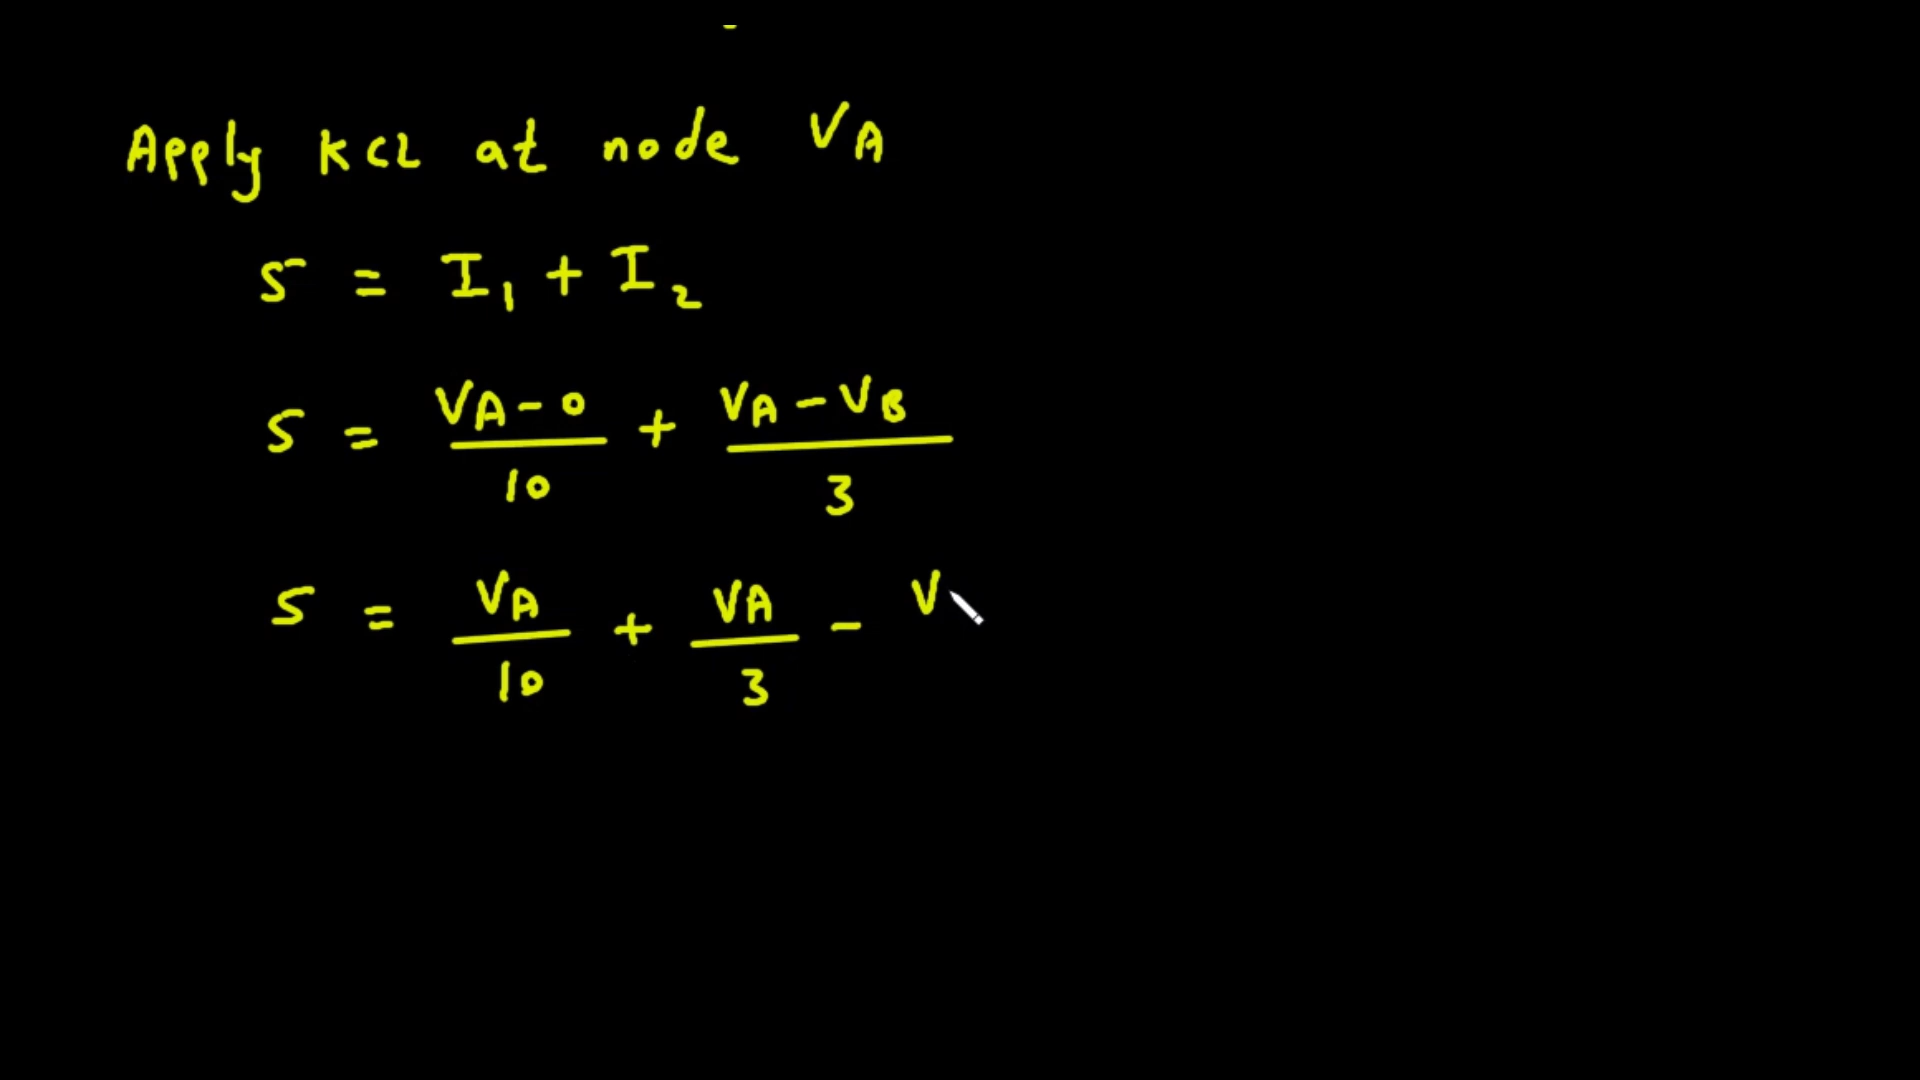 Apply KCL at node VA
5 = I₁ + I₂
5 = VA - 0 / 10 + VA - VB / 3
5 = VA / 10 + VA / 3 - V